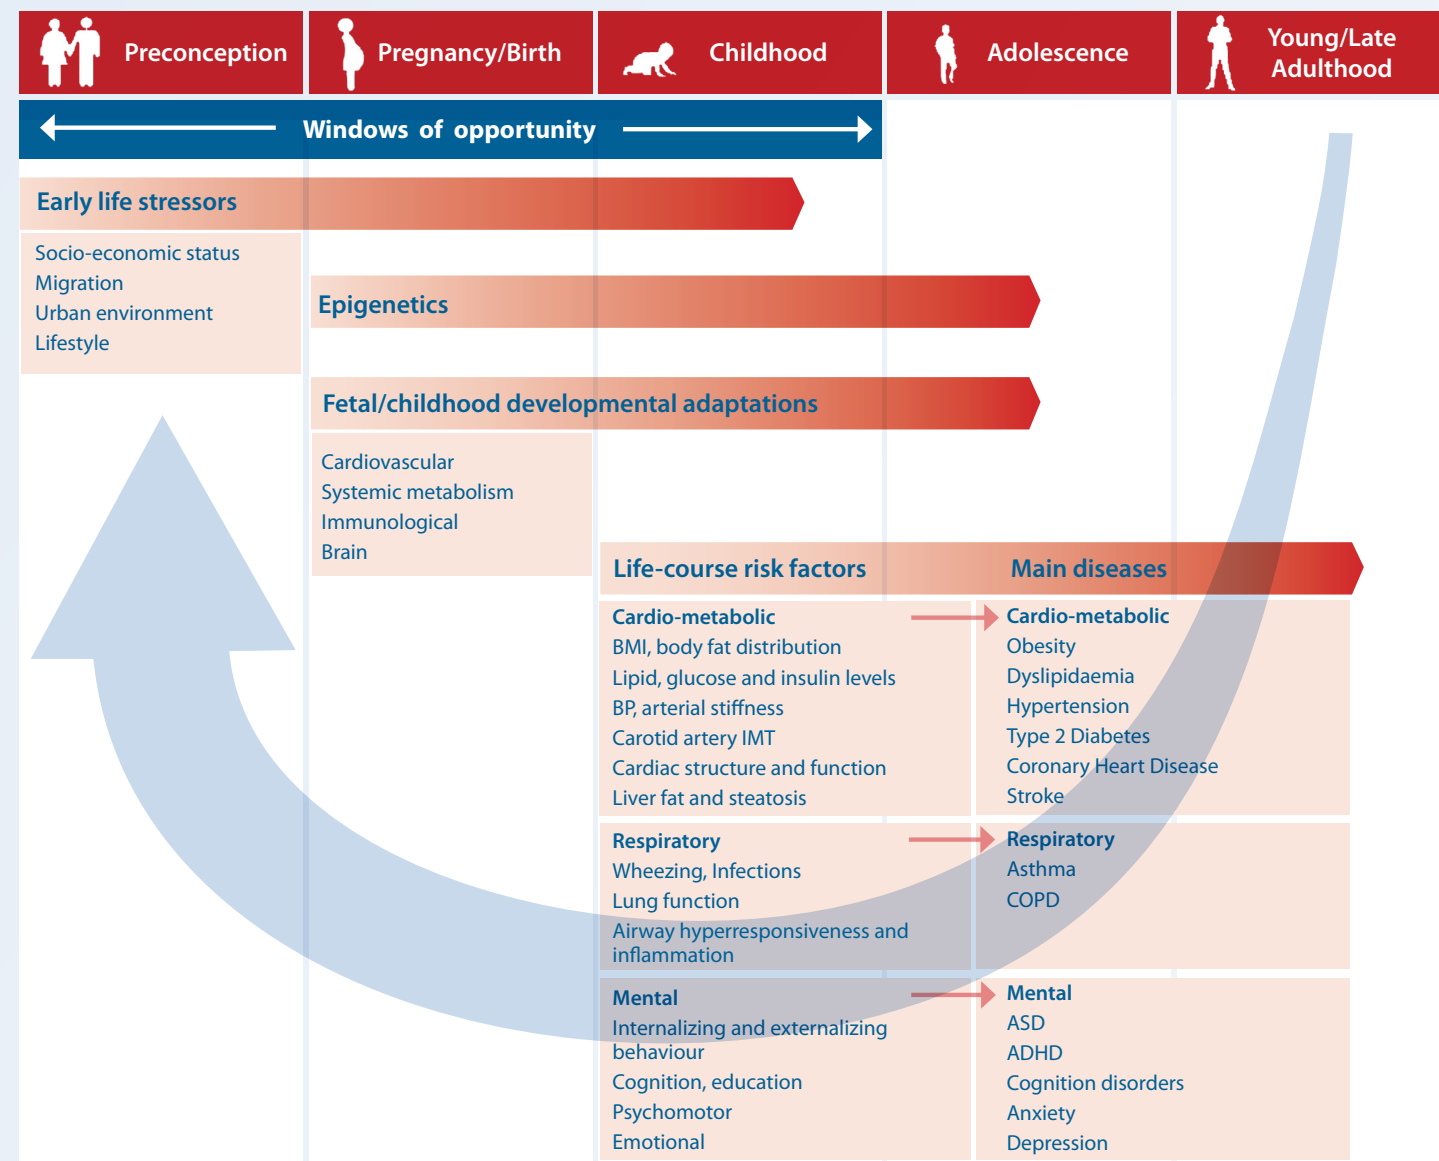 Preconception
Pregnancy/Birth
Childhood
Adolescence
Young/Late
Adulthood
Windows of opportunity
Early life stressors
Socio-economic status
Migration
Urban environment
Lifestyle
Epigenetics
Fetal/childhood developmental adaptations
Cardiovascular
Systemic metabolism
Immunological
Brain
Life-course risk factors
Main diseases
Cardio-metabolic
BMI, body fat distribution
Lipid, glucose and insulin levels
BP, arterial stiffness
Carotid artery IMT
Cardiac structure and function
Liver fat and steatosis
Cardio-metabolic
Obesity
Dyslipidaemia
Hypertension
Type 2 Diabetes
Coronary Heart Disease
Stroke
Respiratory
Wheezing, Infections
Lung function
Airway hyperresponsiveness and
inflammation
Respiratory
Asthma
COPD
Mental
Internalizing and externalizing
behaviour
Cognition, education
Psychomotor
Emotional
Mental
ASD
ADHD
Cognition disorders
Anxiety
Depression